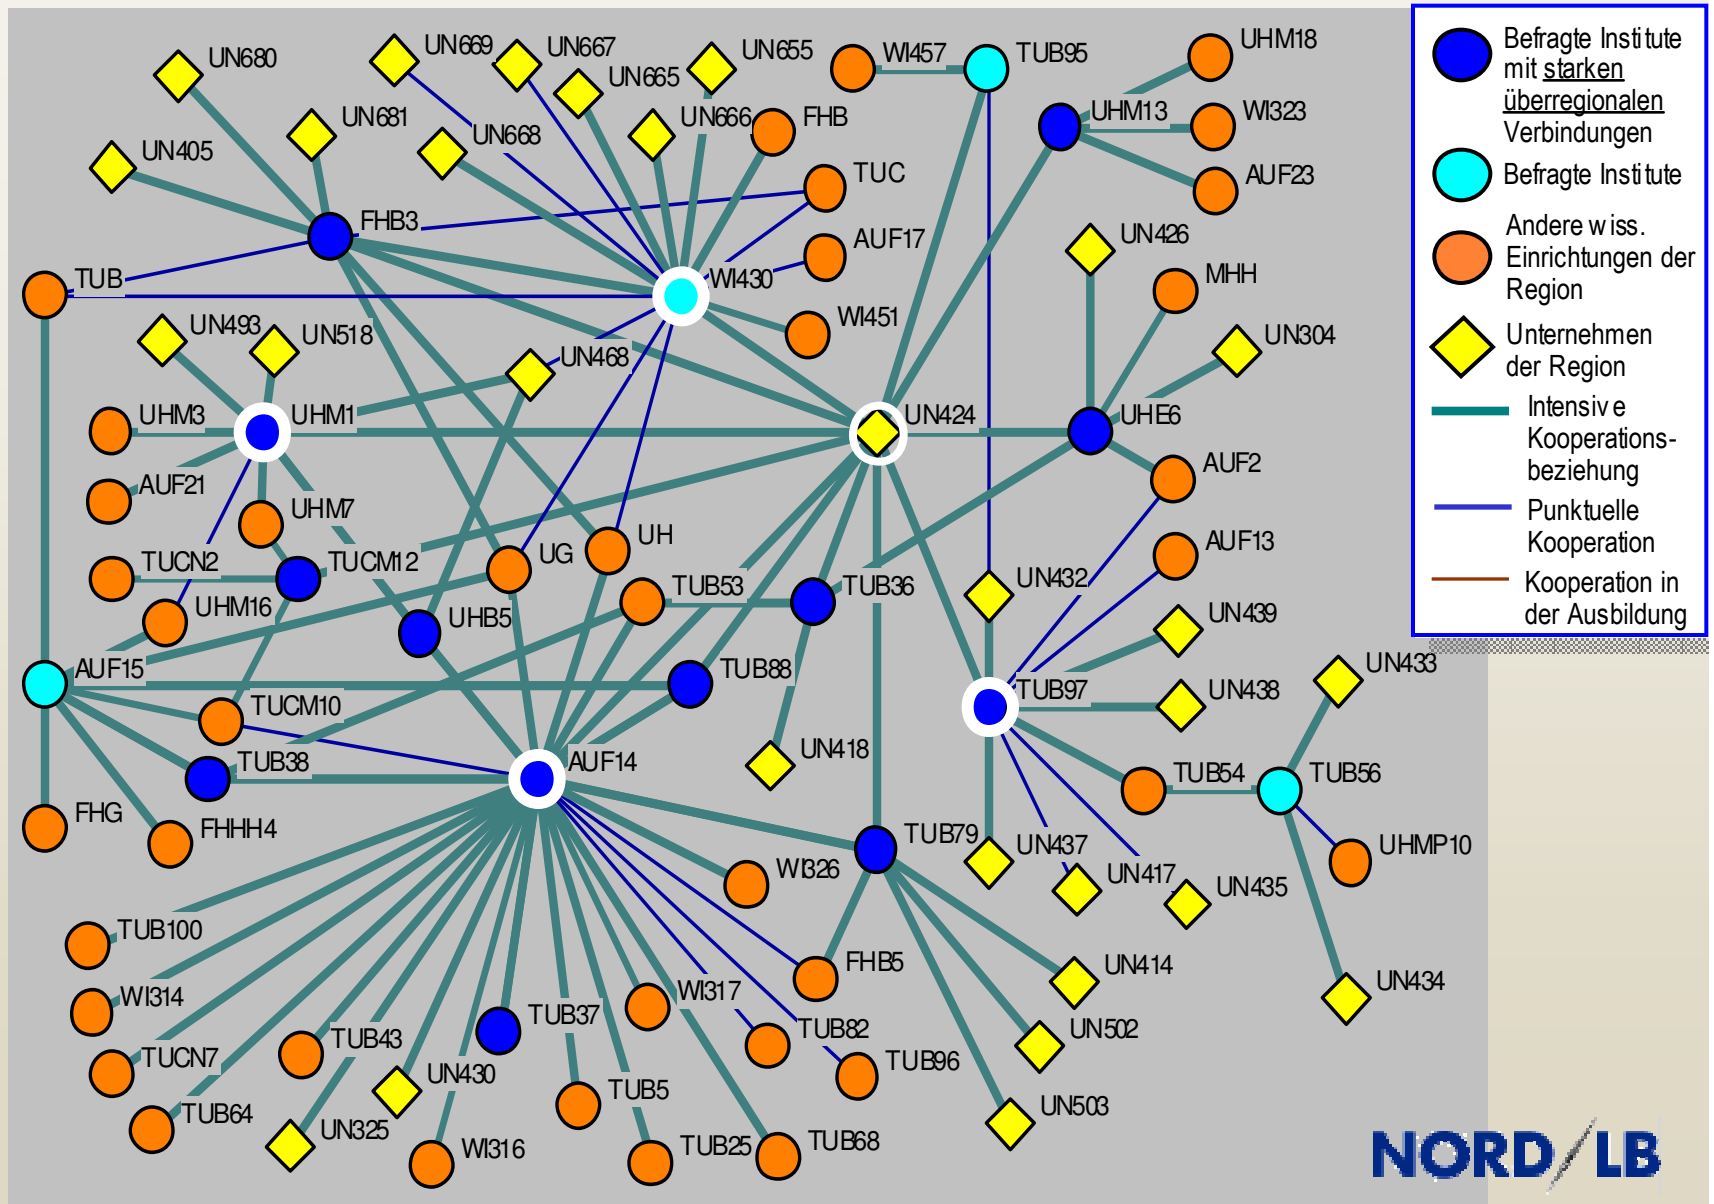 UN669
UN667
UN655
WI457
TUB95
UHM18
UN680
UN665
UN681
UN668
UN666
FHB
UHM13
WI323
UN405
TUC
AUF23
FHB3
AUF17
UN426
TUB
WI430
MHH
UN493
UN518
WI451
UN304
UN468
UHM3
UHM1
UN424
UHE6
AUF21
AUF2
UHM7
UH
AUF13
TUCN2
TUCM12
UG
TUB53
TUB36
UN432
UHM16
UHB5
UN439
AUF15
TUB88
TUB97
UN438
UN433
TUCM10
TUB38
AUF14
UN418
TUB54
TUB56
FHG
FHHH4
TUB79
UN437
UHMP10
WI326
UN417
UN435
TUB100
FHB5
UN414
UN434
WI314
WI317
TUB37
TUB82
UN502
TUCN7
TUB43
UN430
TUB5
TUB96
TUB64
UN325
WI316
TUB25
TUB68
UN503
Befragte Institute
mit starken
überregionalen
Verbindungen
Befragte Institute
Andere wiss.
Einrichtungen der
Region
Unternehmen
der Region
Intensive
Kooperations-
beziehung
Punktuelle
Kooperation
Kooperation in
der Ausbildung
NORD/LB